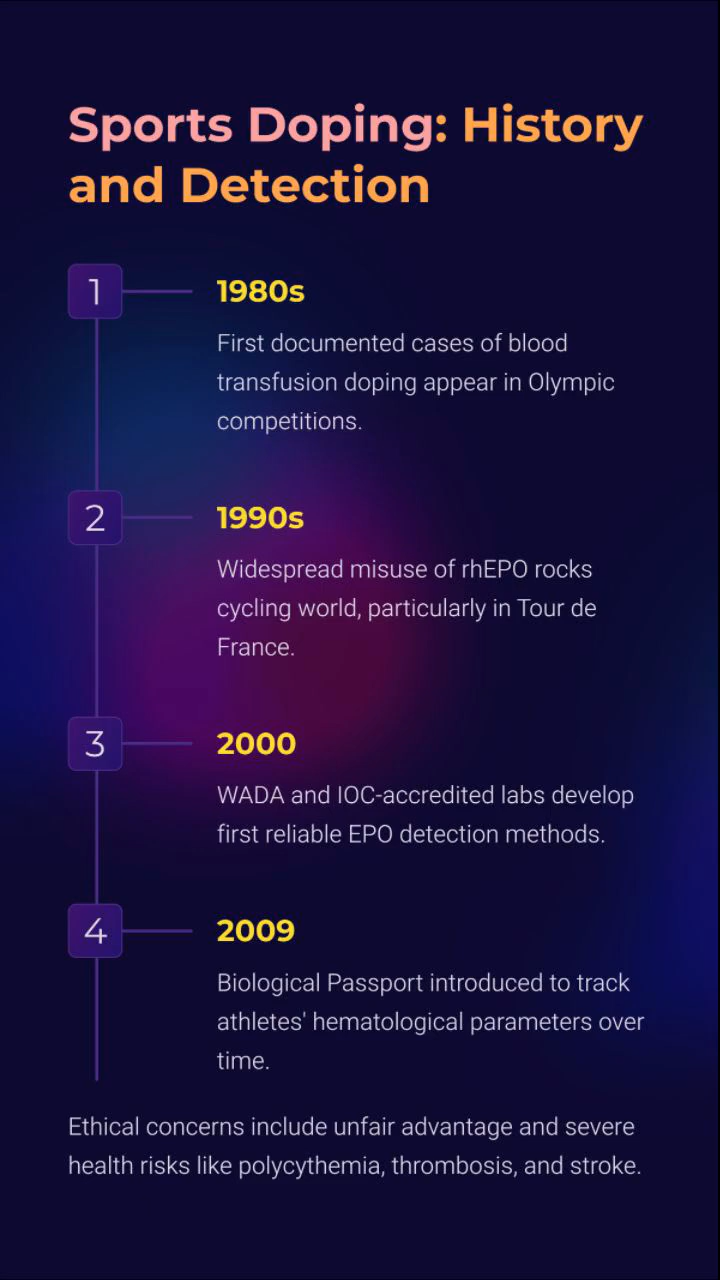 Sports Doping: History
and Detection
1
1980s
First documented cases of blood
transfusion doping appear in Olympic
competitions.
2
1990s
Widespread misuse of rhEPO rocks
cycling world, particularly in Tour de
France.
3
2000
WADA and IOC-accredited labs develop
first reliable EPO detection methods.
4
2009
Biological Passport introduced to track
athletes' hematological parameters over
time.
Ethical concerns include unfair advantage and severe
health risks like polycythemia, thrombosis, and stroke.